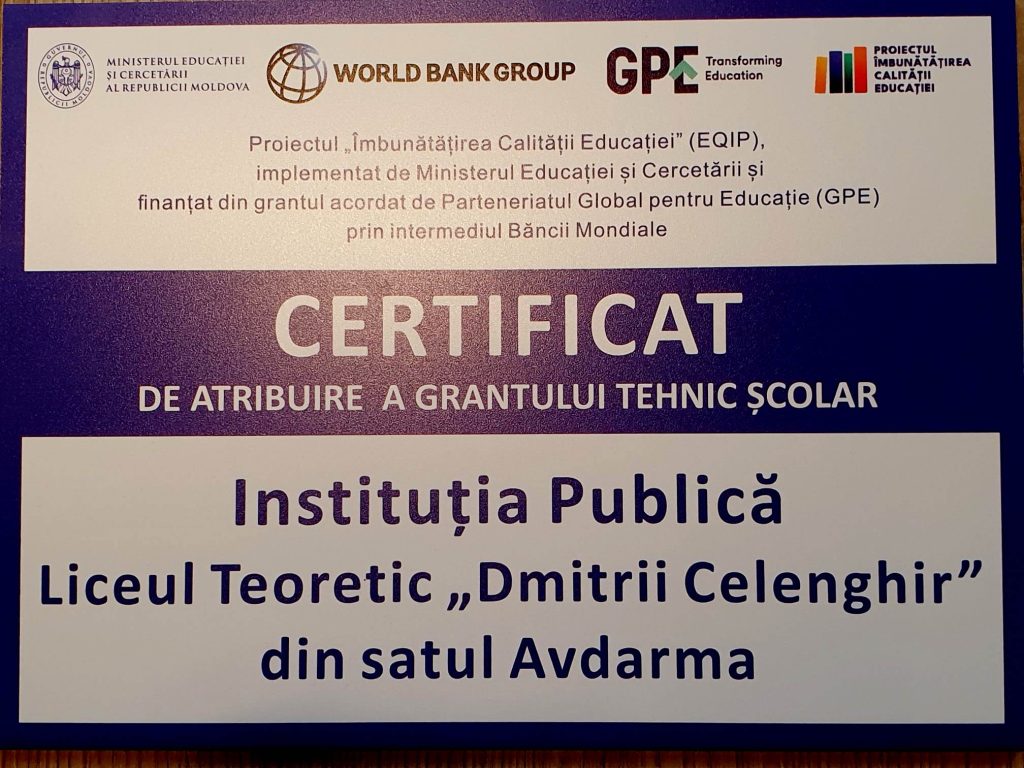 GUVERNUL REPUBLICII MOLDOVA
MINISTERUL EDUCAȚIEI
ȘI CERCETĂRII
AL REPUBLICII MOLDOVA
WORLD BANK GROUP
GPE
Transforming
Education
PROIECTUL
ÎMBUNĂTĂȚIREA
CALITĂȚII
EDUCAȚIEI
Proiectul „Îmbunătățirea Calității Educației” (EQIP),
implementat de Ministerul Educației și Cercetării și
finanțat din grantul acordat de Parteneriatul Global pentru Educație (GPE)
prin intermediul Băncii Mondiale
CERTIFICAT
DE ATRIBUIRE A GRANTULUI TEHNIC ȘCOLAR
Instituția Publică
Liceul Teoretic „Dmitrii Celenghir”
din satul Avdarma